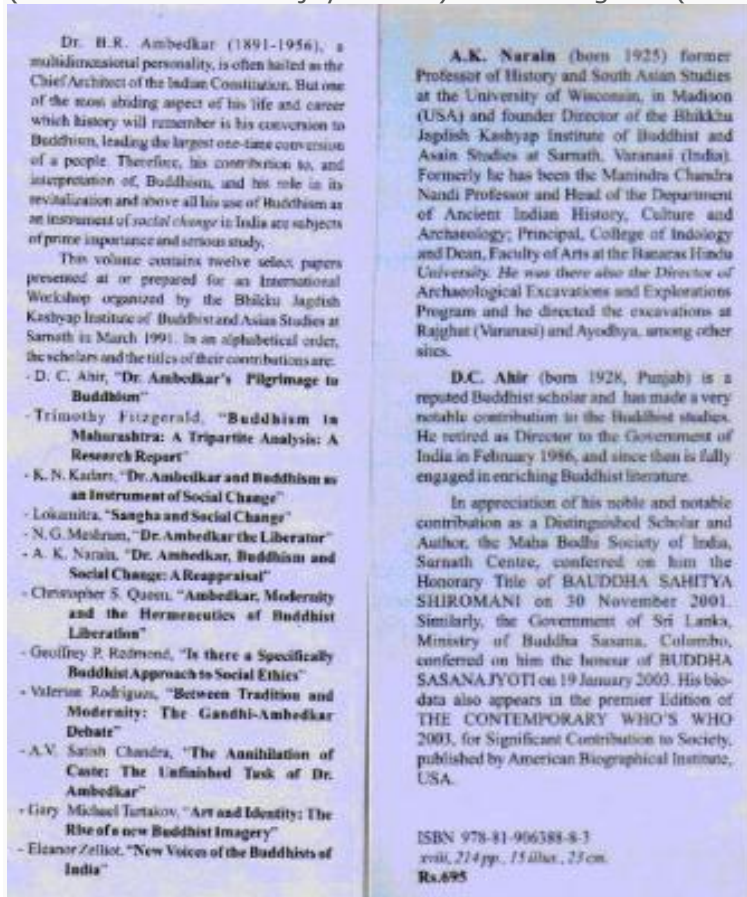 Dr. B.R. Ambedkar (1891-1956), a
multidimensional personality, is often hailed as the
Chief Architect of the Indian Constitution. But one
of the most abiding aspect of his life and career
which history will remember is his conversion to
Buddhism, leading the largest one-time conversion
of a people. Therefore, his contribution to, and
interpretation of, Buddhism, and his role in its
revitalization and above all his use of Buddhism as
an instrument of social change in India are subjects
of prime importance and serious study.
This volume contains twelve select papers
presented at or prepared for an International
Workshop organized by the Bhikku Jagdish
Kashyap Institute of Buddhist and Asian Studies at
Sarnath in March 1991. In an alphabetical order,
the scholars and the titles of their contributions are:
- D. C. Ahir, "Dr. Ambedkar's Pilgrimage to
Buddhism"
- Trimothy Fitzgerald, "Buddhism in
Maharashtra: A Tripartite Analysis: A
Research Report"
- K. N. Kadam, "Dr. Ambedkar and Buddhism as
an Instrument of Social Change"
- Lokamitra, "Sangha and Social Change"
- N. G. Meshram, "Dr. Ambedkar the Liberator"
- A. K. Narain, "Dr. Ambedkar, Buddhism and
Social Change: A Reappraisal"
- Christopher S. Queen, "Ambedkar, Modernity
and the Hermeneutics of Buddhist
Liberation"
- Geoffrey P. Redmond, "Is there a Specifically
Buddhist Approach to Social Ethics"
- Valerian Rodrigues, "Between Tradition and
Modernity: The Gandhi-Ambedkar
Debate"
- A.V. Satish Chandra, "The Annihilation of
Caste: The Unfinished Task of Dr.
Ambedkar"
- Gary Michael Tartakov, "Art and Identity: The
Rise of a new Buddhist Imagery"
- Eleanor Zelliot, "New Voices of the Buddhists of
India"
A.K. Narain (born 1925) former
Professor of History and South Asian Studies
at the University of Wisconsin, in Madison
(USA) and founder Director of the Bhikkhu
Jagdish Kashyap Institute of Buddhist and
Asain Studies at Sarnath, Varanasi (India).
Formerly he has been the Manindra Chandra
Nandi Professor and Head of the Department
of Ancient Indian History, Culture and
Archaeology; Principal, College of Indology
and Dean, Faculty of Arts at the Banaras Hindu
University. He was there also the Director of
Archaeological Excavations and Explorations
Program and he directed the excavations at
Rajghat (Varanasi) and Ayodhya, among other
sites.
D.C. Ahir (born 1928, Punjab) is a
reputed Buddhist scholar and has made a very
notable contribution to the Buddhist studies.
He retired as Director to the Government of
India in February 1986, and since then is fully
engaged in enriching Buddhist literature.
In appreciation of his noble and notable
contribution as a Distinguished Scholar and
Author, the Maha Bodhi Society of India,
Sarnath Centre, conferred on him the
Honorary Title of BAUDDHA SAHITYA
SHIROMANI on 30 November 2001.
Similarly, the Government of Sri Lanka,
Ministry of Buddha Sasana, Colombo,
conferred on him the honour of BUDDHA
SASANAJYOTI on 19 January 2003. His bio-
data also appears in the premier Edition of
THE CONTEMPORARY WHO'S WHO
2003, for Significant Contribution to Society,
published by American Biographical Institute,
USA.
ISBN 978-81-906388-8-3
xviii, 214 pp., 15 illus., 23 cm.
Rs.695